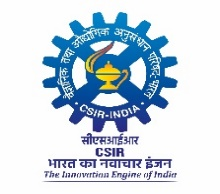 वैज्ञानिक तथा औद्योगिक अनुसंधान परिषद
CSIR-INDIA
सीएसआईआर
CSIR
भारत का नवाचार इंजन
The Innovation Engine of India